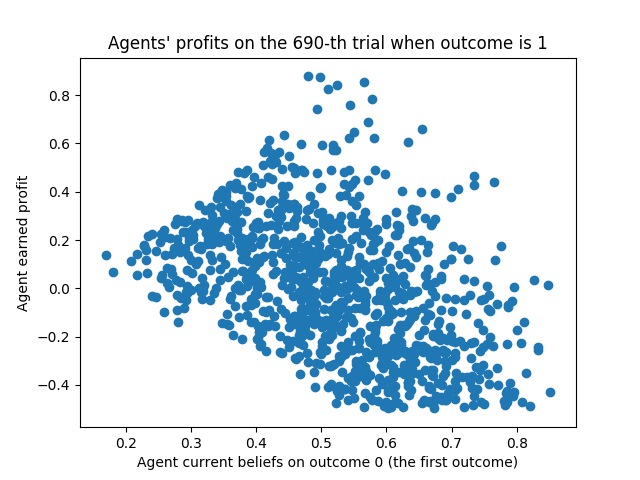 Agents' profits on the 690-th trial when outcome is 1
0.8
0.6
0.4
0.2
0.0
−0.2
−0.4
Agent earned profit
0.2 0.3 0.4 0.5 0.6 0.7 0.8
Agent current beliefs on outcome 0 (the first outcome)